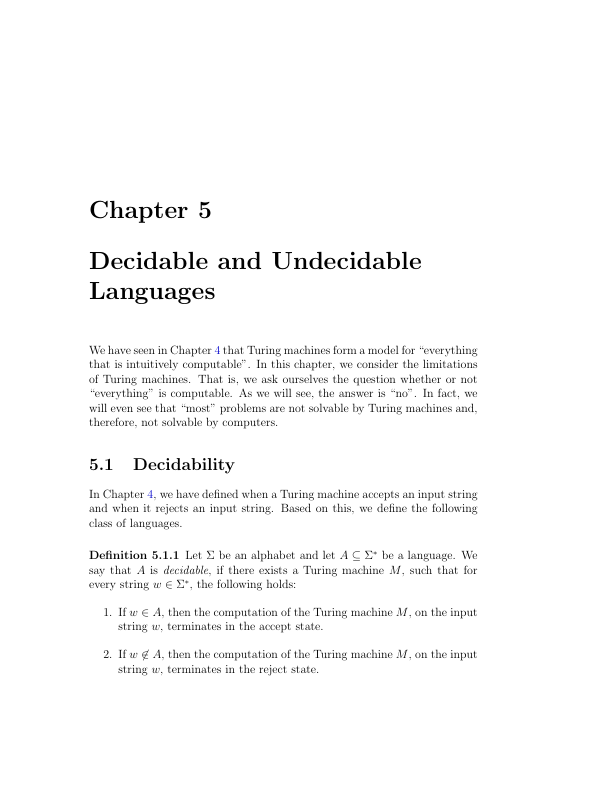 Chapter 5
Decidable and Undecidable
Languages
We have seen in Chapter 4 that Turing machines form a model for “everything
that is intuitively computable”. In this chapter, we consider the limitations
of Turing machines. That is, we ask ourselves the question whether or not
“everything” is computable. As we will see, the answer is “no”. In fact, we
will even see that “most” problems are not solvable by Turing machines and,
therefore, not solvable by computers.
5.1 Decidability
In Chapter 4, we have defined when a Turing machine accepts an input string
and when it rejects an input string. Based on this, we define the following
class of languages.
Definition 5.1.1 Let Σ be an alphabet and let A ⊆ Σ* be a language. We
say that A is decidable, if there exists a Turing machine M, such that for
every string w ∈ Σ*, the following holds:
1. If w ∈ A, then the computation of the Turing machine M, on the input
string w, terminates in the accept state.
2. If w ∉ A, then the computation of the Turing machine M, on the input
string w, terminates in the reject state.